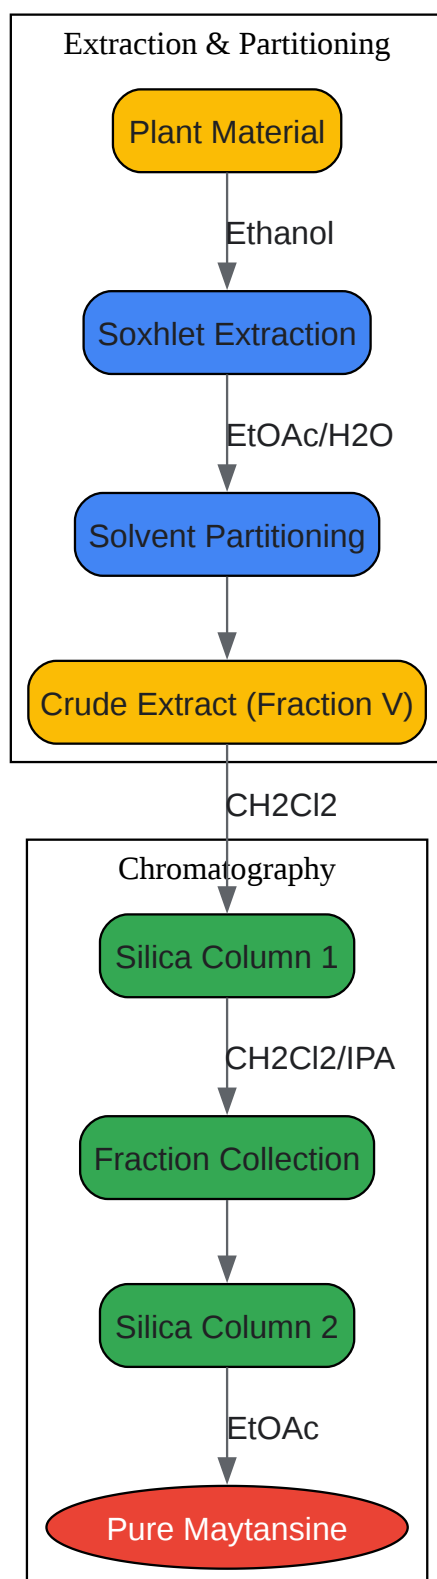 Extraction & Partitioning
Plant Material
Ethanol
Soxhlet Extraction
EtOAc/H2O
Solvent Partitioning
Crude Extract (Fraction V)
CH2Cl2
Chromatography
Silica Column 1
CH2Cl2/IPA
Fraction Collection
Silica Column 2
EtOAc
Pure Maytansine